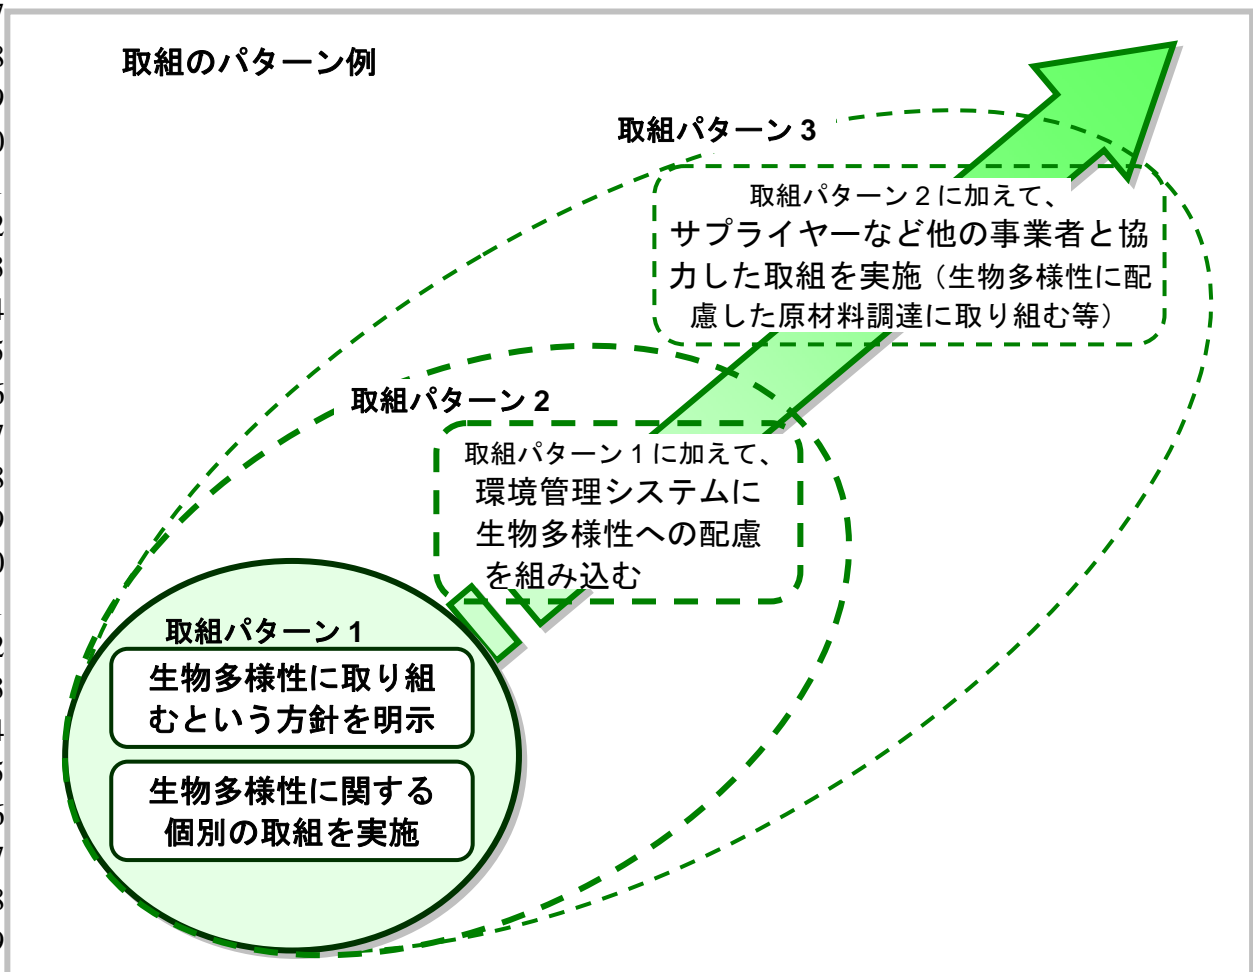 取組のパターン例
取組パターン 3
取組パターン 2 に加えて、
サプライヤーなど他の事業者と協
力した取組を実施（生物多様性に配
慮した原材料調達に取り組む等）
取組パターン 2
取組パターン 1 に加えて、
環境管理システムに
生物多様性への配慮
を組み込む
取組パターン 1
生物多様性に取り組
むという方針を明示
生物多様性に関する
個別の取組を実施